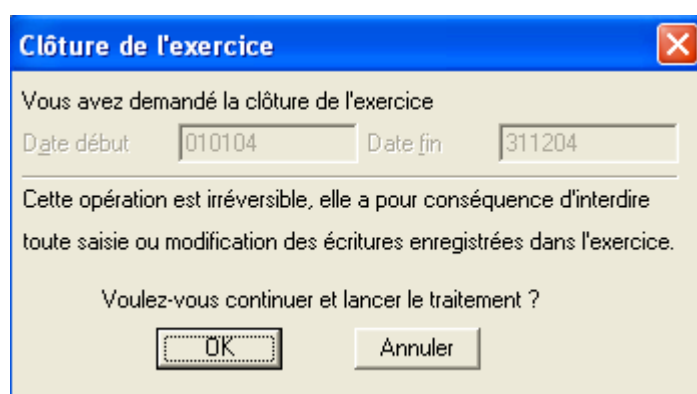 Clôture de l'exercice
Vous avez demandé la clôture de l'exercice
Date début 010104 Date fin 311204
Cette opération est irréversible, elle a pour conséquence d'interdire
toute saisie ou modification des écritures enregistrées dans l'exercice.
Voulez-vous continuer et lancer le traitement ?
OK Annuler